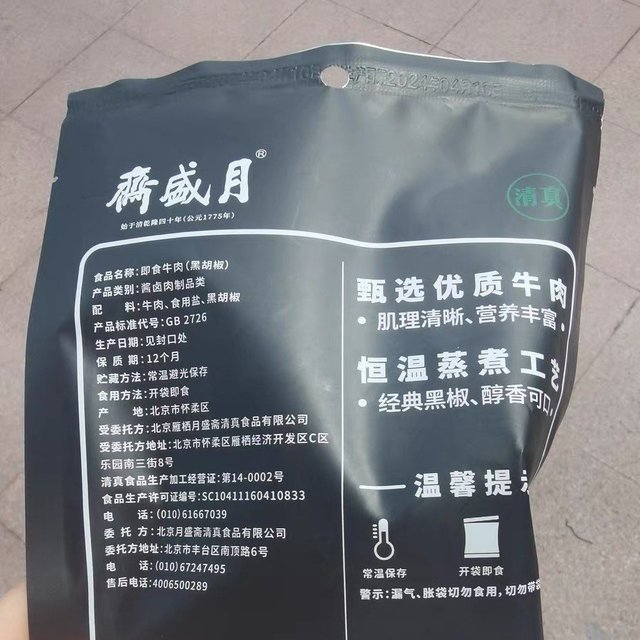 生产日期2024年04月10日
齋盛月®
始于清乾隆四十年(公元1775年)
清真
食品名称:即食牛肉(黑胡椒)
产品类别:酱卤肉制品类
配 料:牛肉、食用盐、黑胡椒
产品标准代号:GB 2726
生产日期:见封口处
保 质 期:12个月
贮藏方法:常温避光保存
食用方法:开袋即食
产 地:北京市怀柔区
受委托方:北京雁栖月盛斋清真食品有限公司
受委托方地址:北京市怀柔区雁栖经济开发区C区
乐园南三街8号
清真食品生产加工经营证:第14-0002号
食品生产许可证编号:SC10411160410833
电 话:(010)61667039
委 托 方:北京月盛斋清真食品有限公司
委托方地址:北京市丰台区南顶路6号
电 话:(010)67247495
售后电话:4006500289
甄选优质牛肉
•肌理清晰、营养丰富
恒温蒸煮工艺
•经典黑椒、醇香可口
温馨提示
常温保存
开袋即食
警示:漏气、胀袋切勿食用,切勿带袋